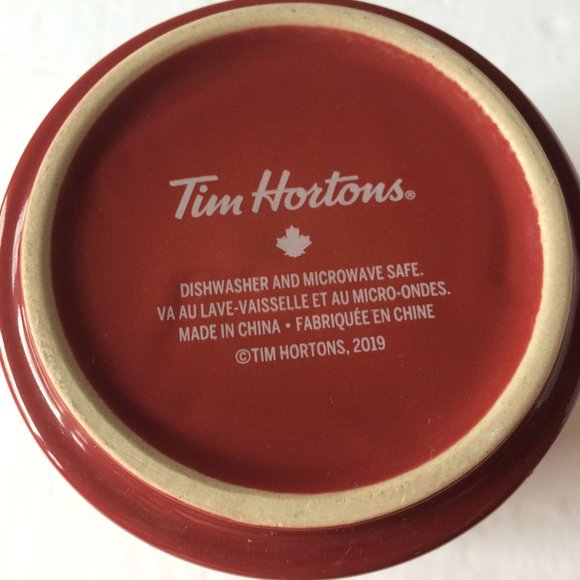 Tim Hortons®
DISHWASHER AND MICROWAVE SAFE.
VA AU LAVE-VAISSELLE ET AU MICRO-ONDES.
MADE IN CHINA • FABRIQUÉE EN CHINE
©TIM HORTONS, 2019